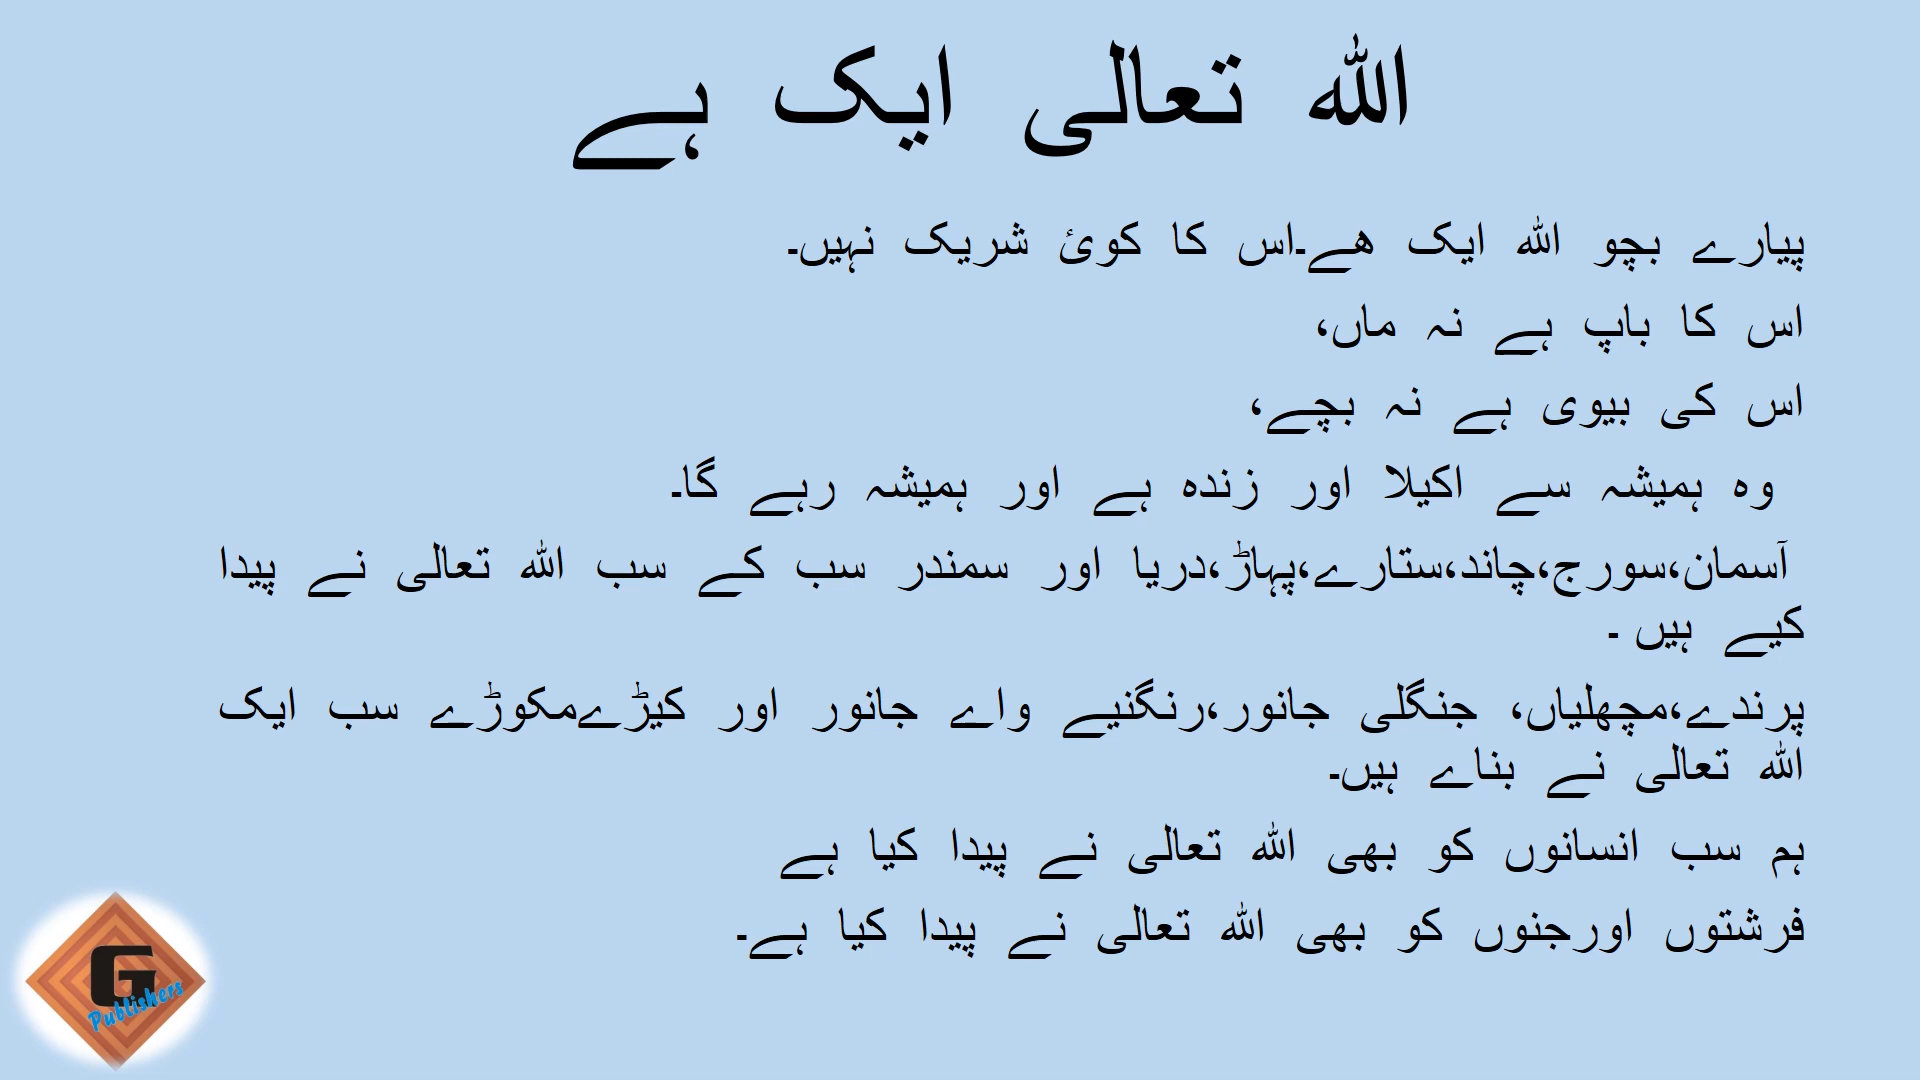 اللہ تعالی ایک ہے
پیارے بچو اللہ ایک ھے۔اس کا کوئ شریک نہیں۔
اس کا باپ ہے نہ ماں،
اس کی بیوی ہے نہ بچے،
وہ ہمیشہ سے اکیلا اور زندہ ہے اور ہمیشہ رہے گا۔
آسمان،سورج،چاند،ستارے،پہاڑ،دریا اور سمندر سب کے سب اللہ تعالی نے پیدا
کیے ہیں ۔
پرندے،مچھلیاں، جنگلی جانور،رنگنیے واے جانور اور کیڑےمکوڑے سب ایک
اللہ تعالی نے بناے ہیں۔
ہم سب انسانوں کو بھی اللہ تعالی نے پیدا کیا ہے
فرشتوں اورجنوں کو بھی اللہ تعالی نے پیدا کیا ہے۔
G
Publishers